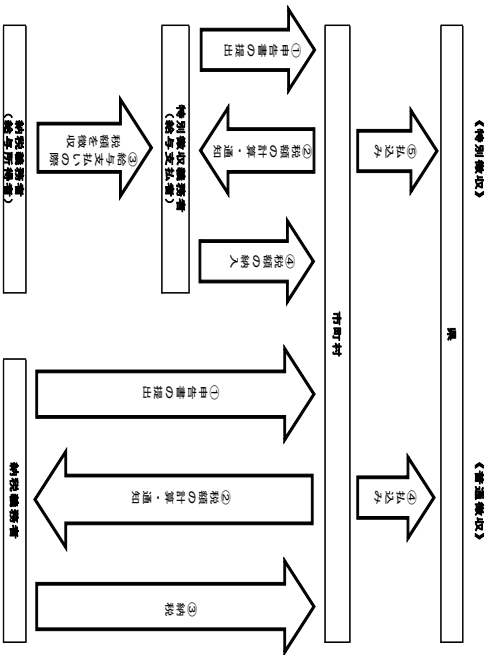 《特別徴収》
《普通徴収》
県
⑤払込み
④払込み
市町村
①申告書の提出
②税額の計算・通知
④税額の納入
①申告書の提出
②税額の計算・通知
③納税
特別徴収義務者
（給与支払者）
③給与支払いの際
税額を徴収
納税義務者
（給与所得者）
納税義務者